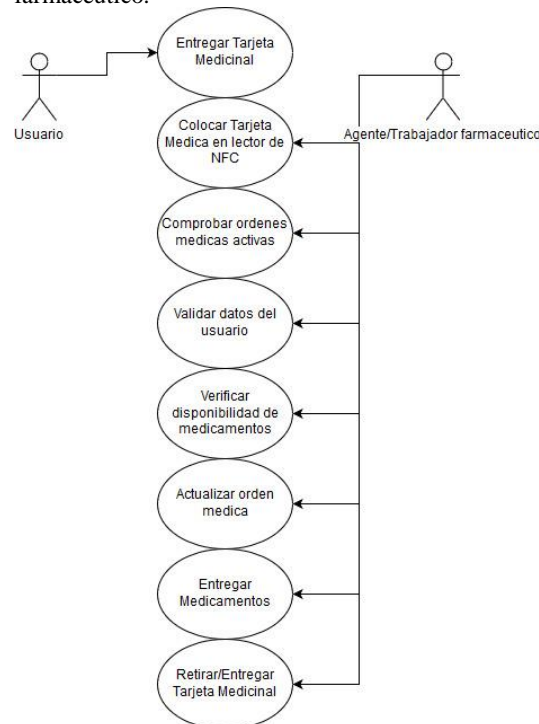 farmaceutico.
Entregar Tarjeta
Medicinal
Usuario
Agente/Trabajador farmaceutico
Colocar Tarjeta
Medica en lector de
NFC
Comprobar ordenes
medicas activas
Validar datos del
usuario
Verificar
disponibilidad de
medicamentos
Actualizar orden
medica
Entregar
Medicamentos
Retirar/Entregar
Tarjeta Medicinal